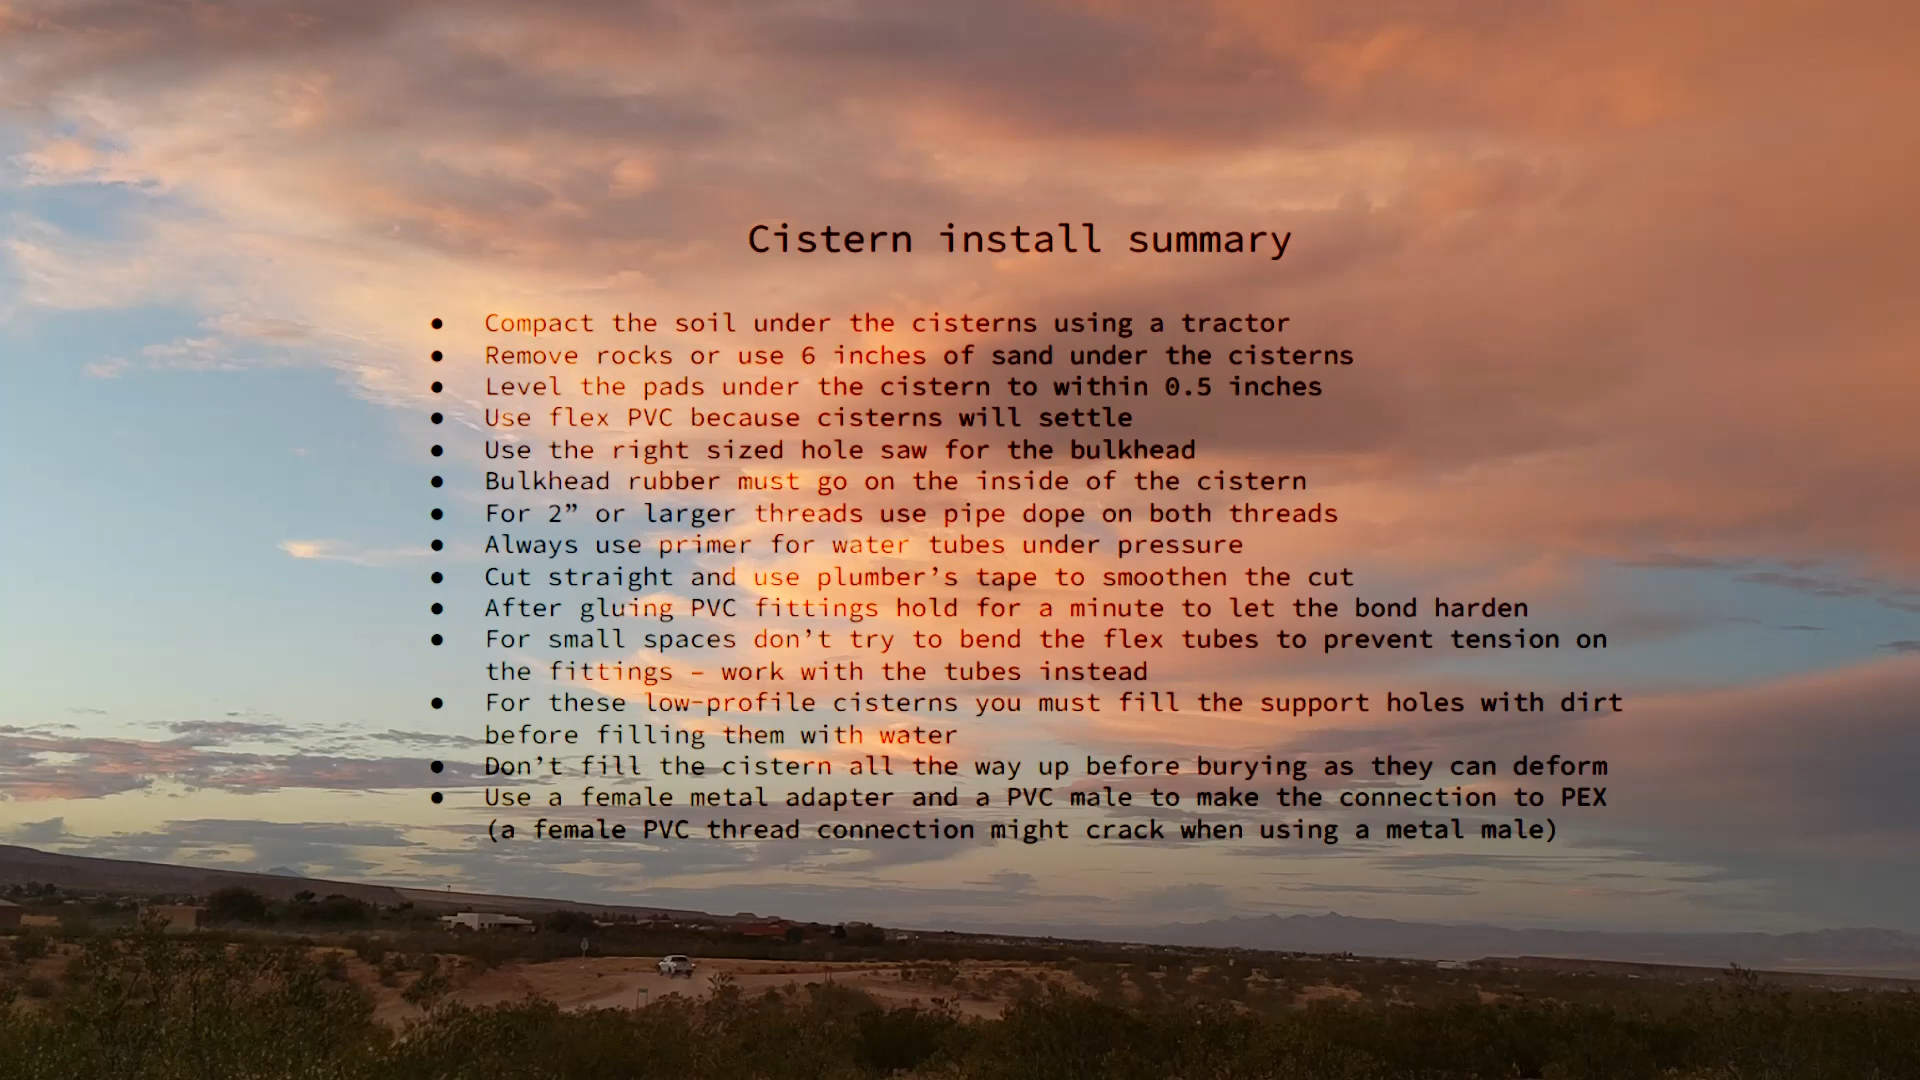 Cistern install summary
● Compact the soil under the cisterns using a tractor
● Remove rocks or use 6 inches of sand under the cisterns
● Level the pads under the cistern to within 0.5 inches
● Use flex PVC because cisterns will settle
● Use the right sized hole saw for the bulkhead
● Bulkhead rubber must go on the inside of the cistern
● For 2” or larger threads use pipe dope on both threads
● Always use primer for water tubes under pressure
● Cut straight and use plumber’s tape to smoothen the cut
● After gluing PVC fittings hold for a minute to let the bond harden
● For small spaces don’t try to bend the flex tubes to prevent tension on
the fittings – work with the tubes instead
● For these low-profile cisterns you must fill the support holes with dirt
before filling them with water
● Don’t fill the cistern all the way up before burying as they can deform
● Use a female metal adapter and a PVC male to make the connection to PEX
(a female PVC thread connection might crack when using a metal male)